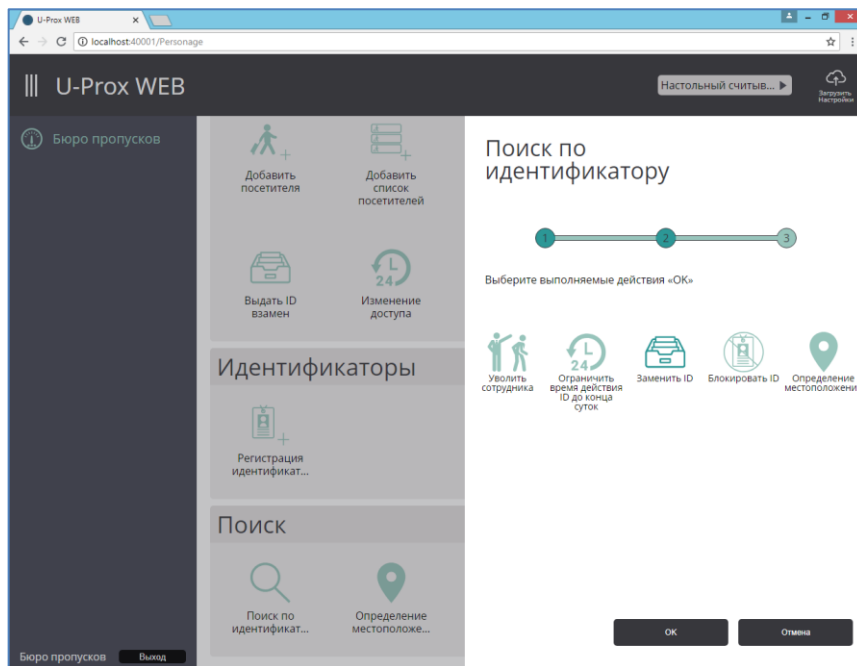 U-Prox WEB
localhost:40001/Personage
U-Prox WEB
Настольный считыв...
Загрузить
Настройки
Бюро пропусков
Добавить
посетителя
Добавить
список
посетителей
Выдать ID
взамен
Изменение
доступа
Идентификаторы
Регистрация
идентификат...
Поиск
Поиск по
идентификат...
Определение
местоположе...
Поиск по
идентификатору
1
2
3
Выберите выполняемые действия «ОК»
Уволить
сотрудника
Ограничить
время действия
ID до конца
суток
Заменить ID
Блокировать ID
Определение
местоположени
OK
Отмена
Бюро пропусков
Выход